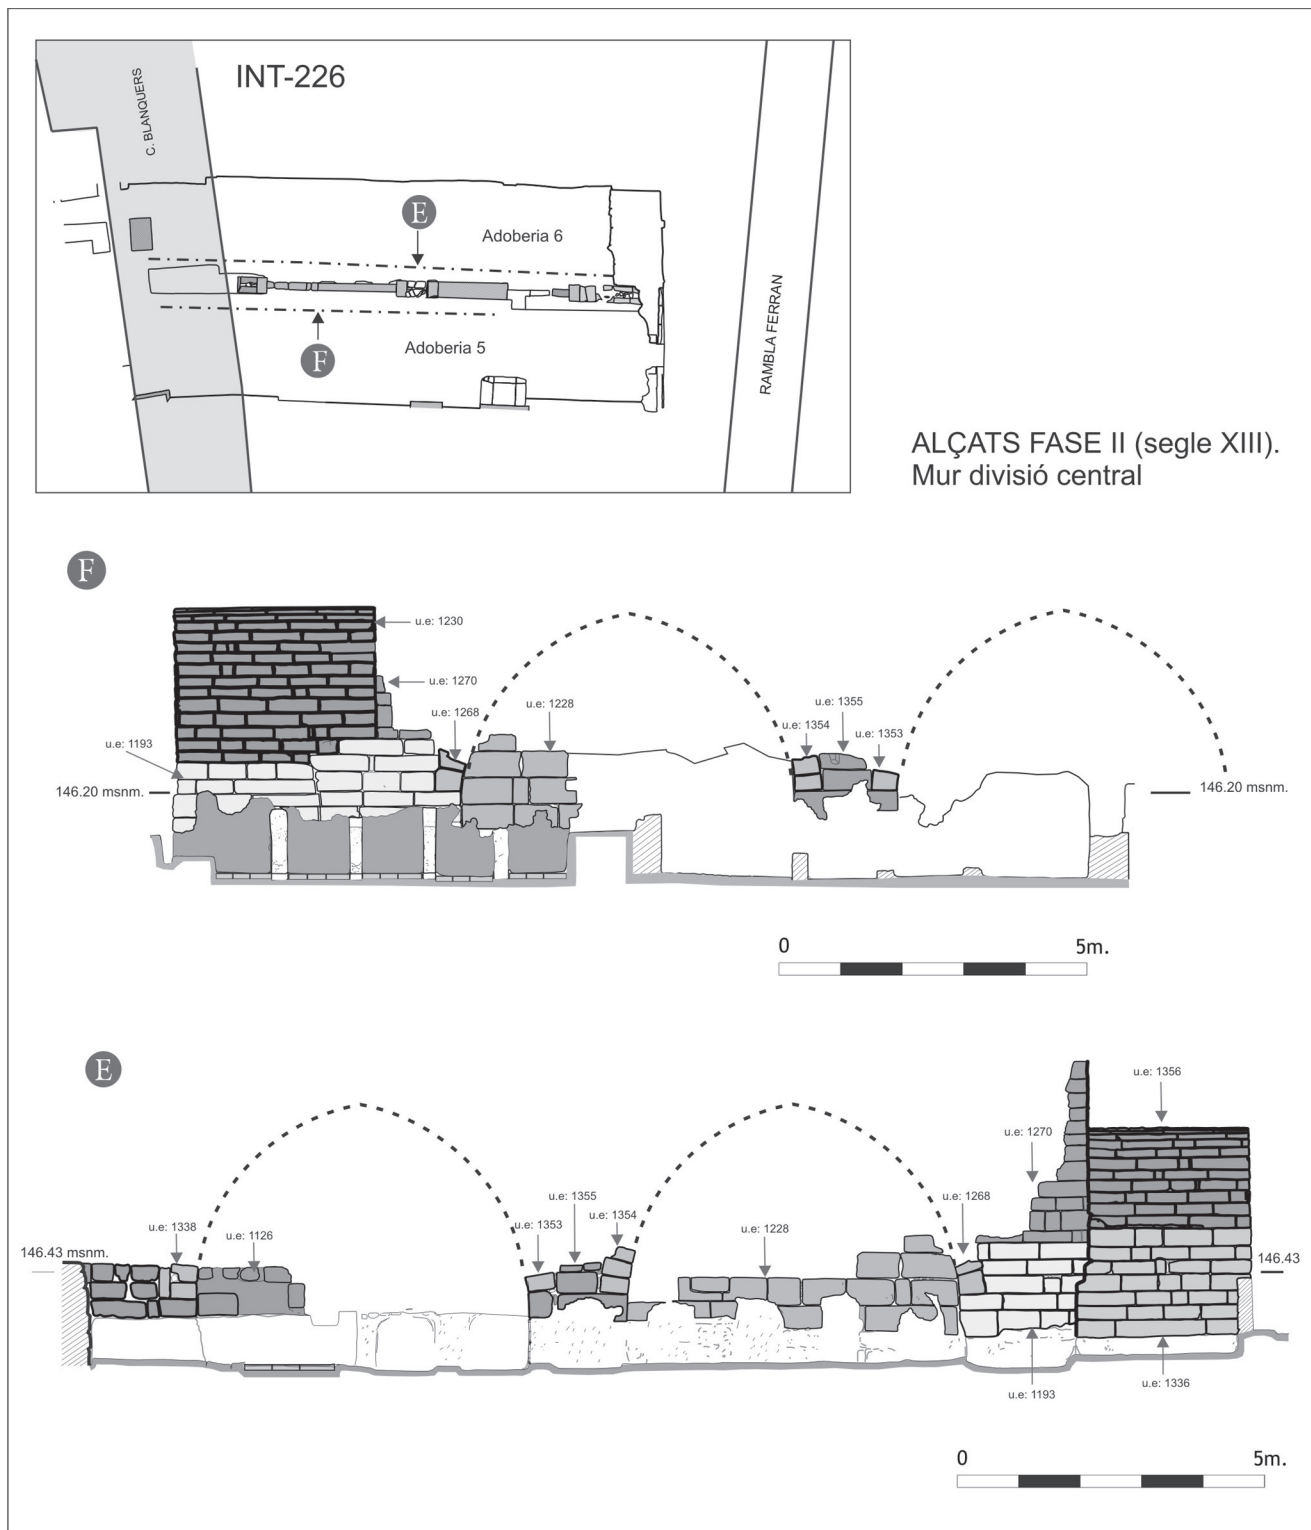 INT-226
C. BLANQUERS
E
Adoberia 6
F
Adoberia 5
RAMBLA FERRAN
ALÇATS FASE II (segle XIII).
Mur divisió central
F
u.e: 1230
u.e: 1270
u.e: 1268
u.e: 1228
u.e: 1355
u.e: 1354
u.e: 1353
u.e: 1193
146.20 msnm.
146.20 msnm.
0 5m.
E
u.e: 1356
u.e: 1270
u.e: 1268
u.e: 1355
u.e: 1354
u.e: 1353
u.e: 1228
u.e: 1338
u.e: 1126
146.43 msnm.
146.43
u.e: 1193
u.e: 1336
0 5m.